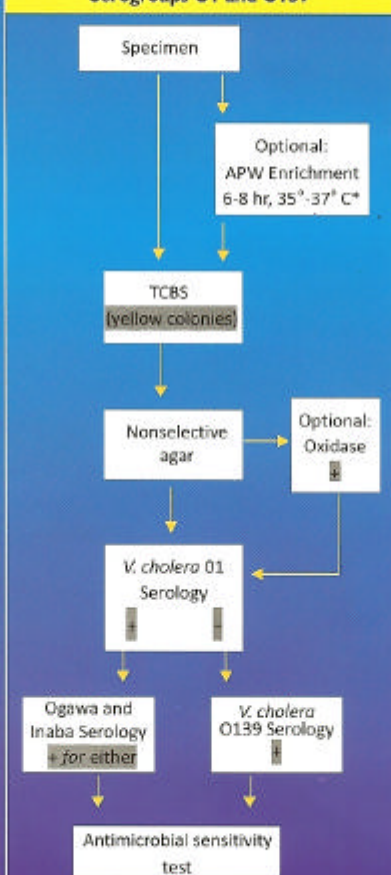 Serogroups O1 and O139
Specimen
Optional:
APW Enrichment
6-8 hr, 35°-37° C*
TCBS
(yellow colonies)
Nonselective
agar
Optional:
Oxidase
+
V. cholera 01
Serology
+ −
Ogawa and
Inaba Serology
+ for either
V. cholera
O139 Serology
+
Antimicrobial sensitivity
test